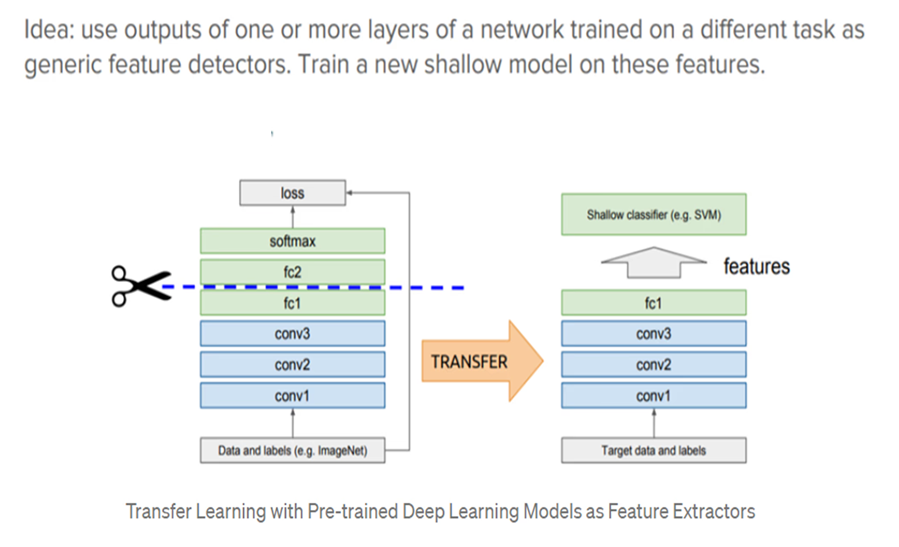 Idea: use outputs of one or more layers of a network trained on a different task as
generic feature detectors. Train a new shallow model on these features.
loss
softmax
fc2
fc1
conv3
conv2
conv1
Data and labels (e.g. ImageNet)
TRANSFER
Shallow classifier (e.g. SVM)
features
fc1
conv3
conv2
conv1
Target data and labels
Transfer Learning with Pre-trained Deep Learning Models as Feature Extractors